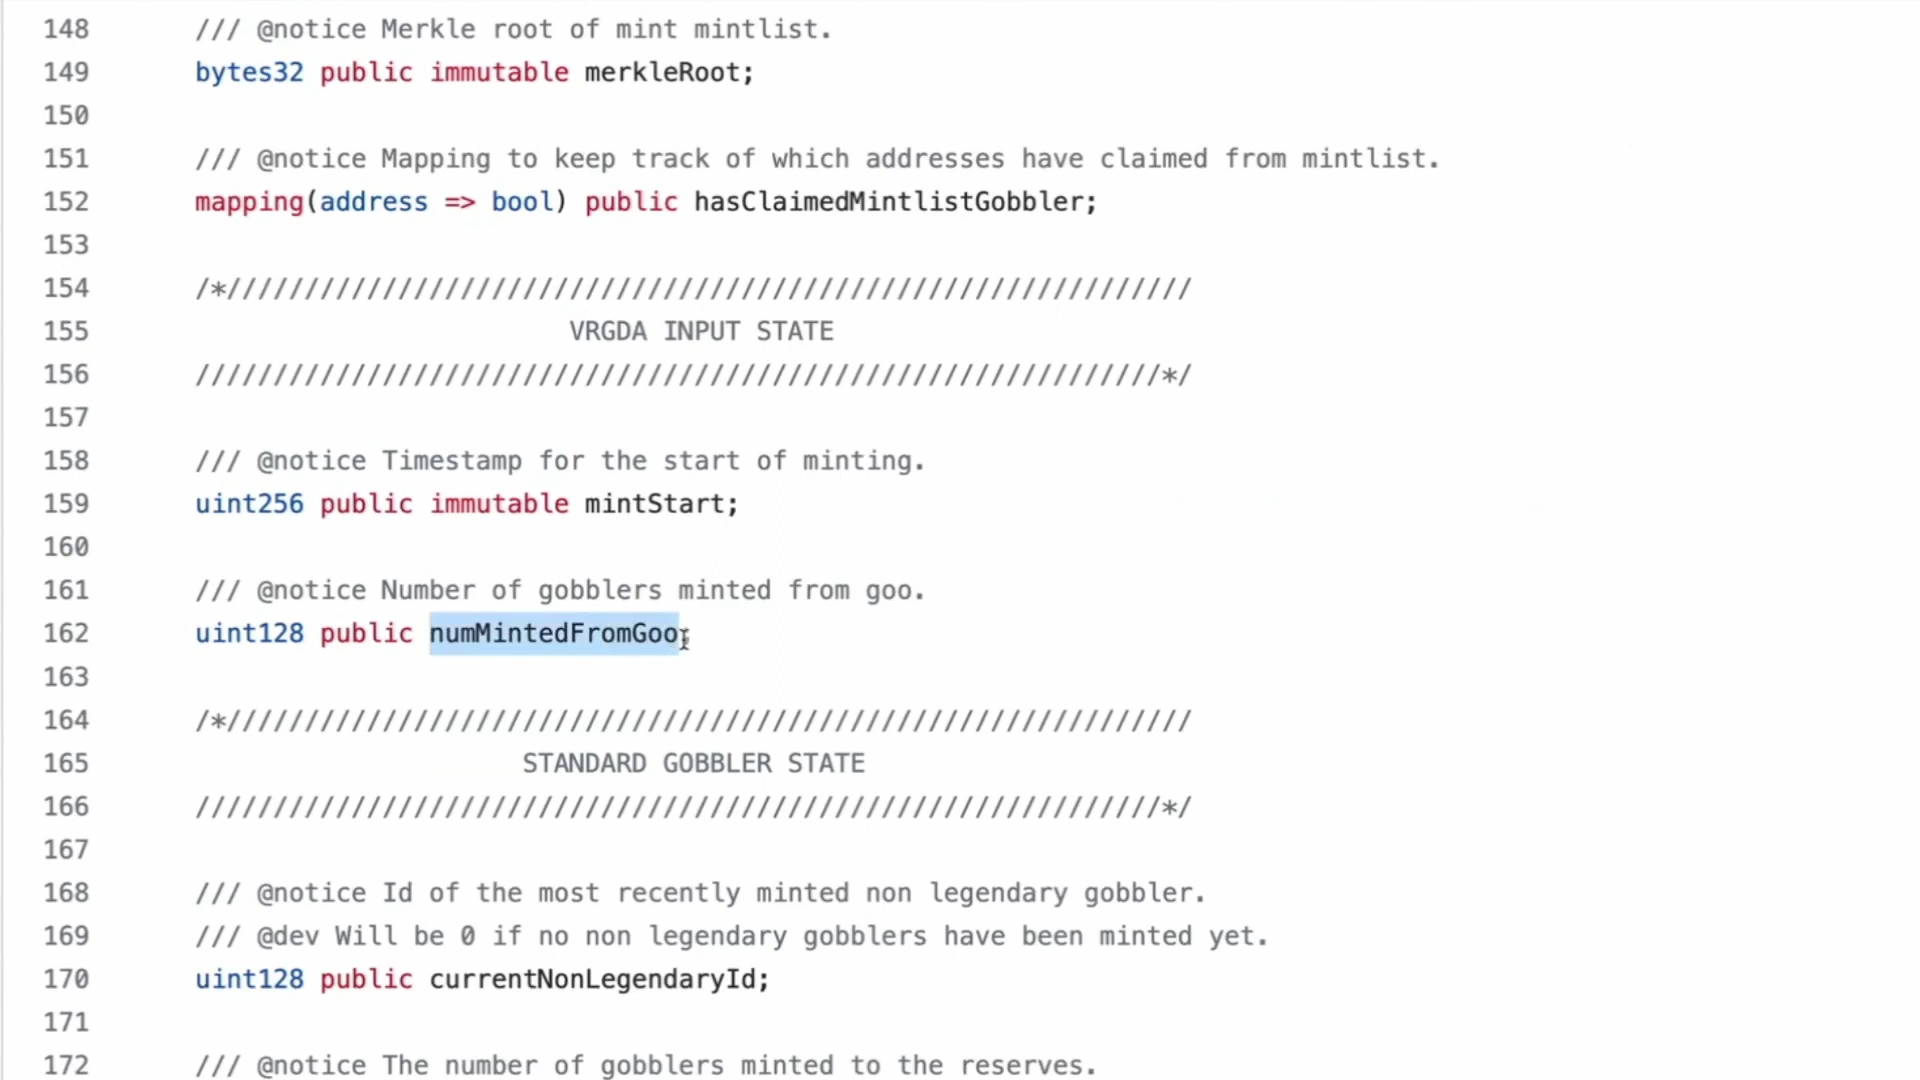 148 /// @notice Merkle root of mint mintlist.
149 bytes32 public immutable merkleRoot;
150
151 /// @notice Mapping to keep track of which addresses have claimed from mintlist.
152 mapping(address => bool) public hasClaimedMintlistGobbler;
153
154 /*//////////////////////////////////////////////////////////////
155 VRGDA INPUT STATE
156 //////////////////////////////////////////////////////////////*/
157
158 /// @notice Timestamp for the start of minting.
159 uint256 public immutable mintStart;
160
161 /// @notice Number of gobblers minted from goo.
162 uint128 public numMintedFromGoo;
163
164 /*//////////////////////////////////////////////////////////////
165 STANDARD GOBBLER STATE
166 //////////////////////////////////////////////////////////////*/
167
168 /// @notice Id of the most recently minted non legendary gobbler.
169 /// @dev Will be 0 if no non legendary gobblers have been minted yet.
170 uint128 public currentNonLegendaryId;
171
172 /// @notice The number of gobblers minted to the reserves.